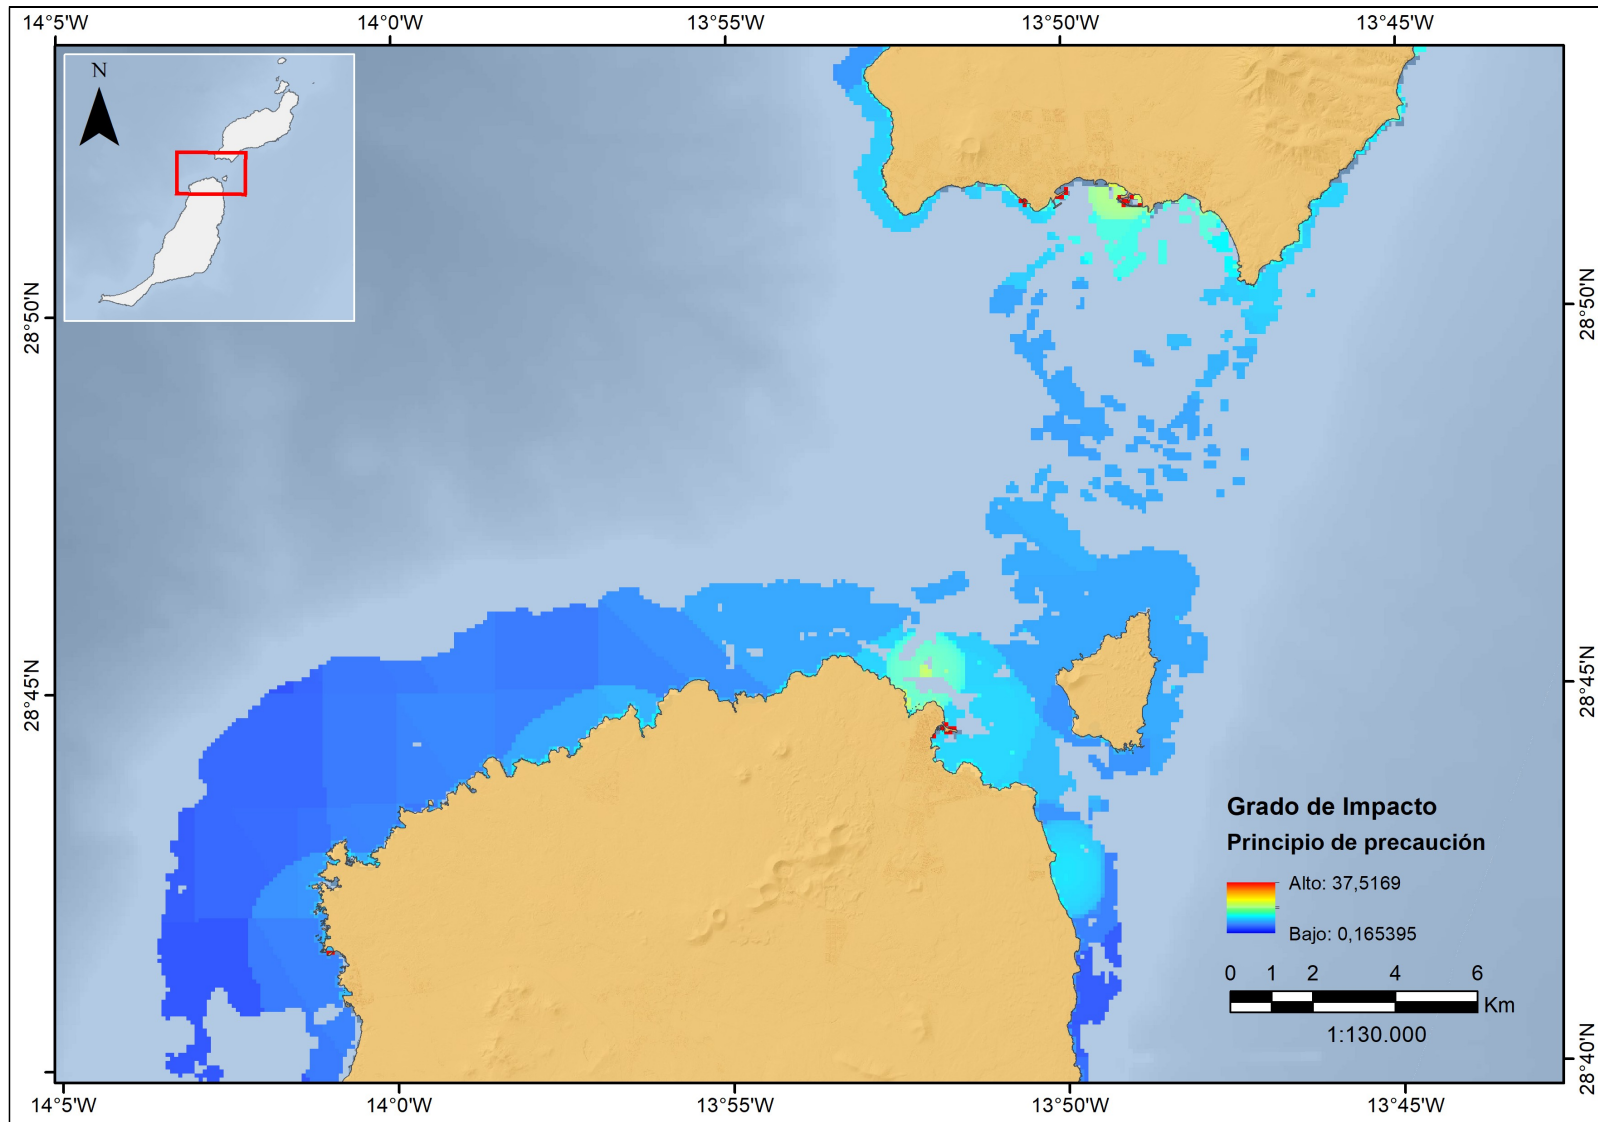 14°5'W 14°0'W 13°55'W 13°50'W 13°45'W
N
28°50'N 28°50'N
28°45'N 28°45'N
Grado de Impacto
Principio de precaución
Alto: 37,5169
Bajo: 0,165395
0 1 2 4 6
Km
1:130.000
28°40'N 28°40'N
14°5'W 14°0'W 13°55'W 13°50'W 13°45'W